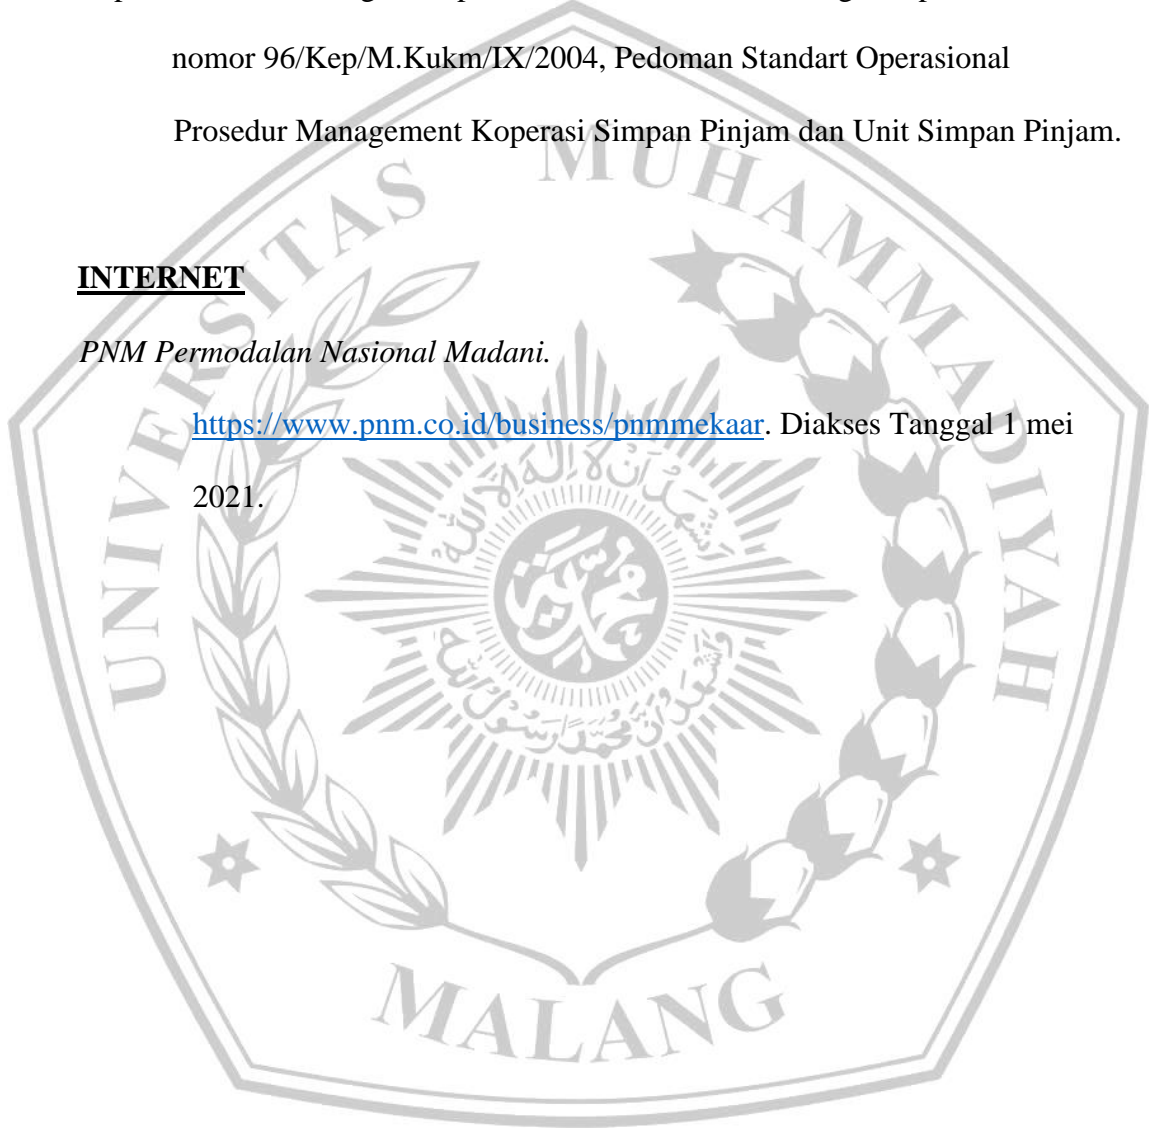 nomor 96/Kep/M.Kukm/IX/2004, Pedoman Standart Operasional
Prosedur Management Koperasi Simpan Pinjam dan Unit Simpan Pinjam.
INTERNET
PNM Permodalan Nasional Madani.
https://www.pnm.co.id/business/pnmmekaar. Diakses Tanggal 1 mei
2021.
UNIVERSITAS MUHAMMADIYAH
MALANG